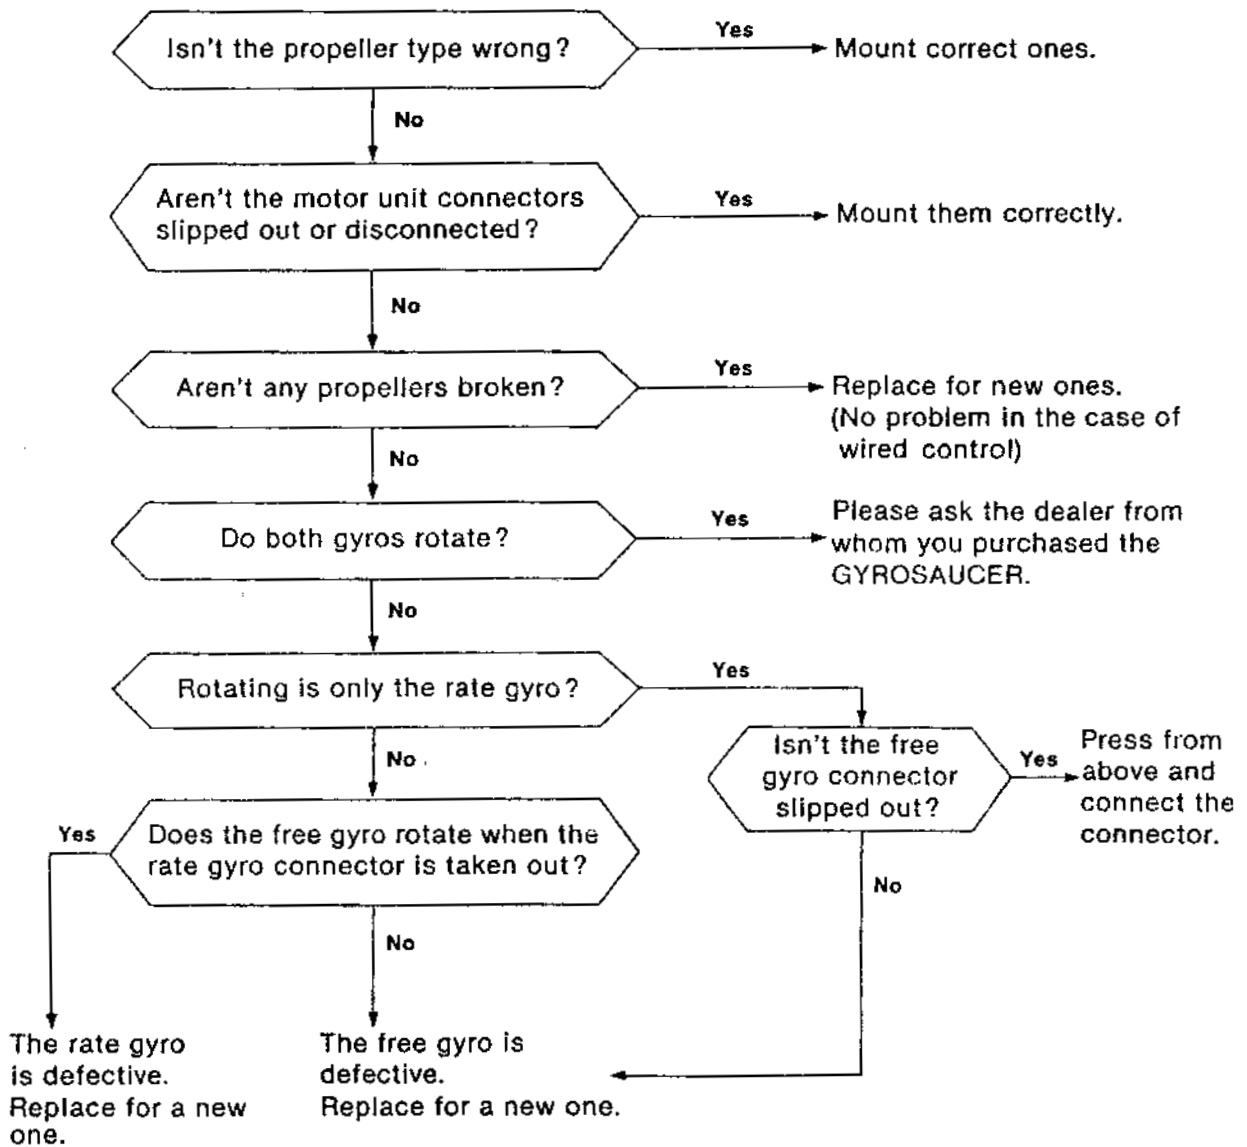 Isn't the propeller type wrong?
Yes
Mount correct ones.
No
Aren't the motor unit connectors
slipped out or disconnected?
Yes
Mount them correctly.
No
Aren't any propellers broken?
Yes
Replace for new ones.
(No problem in the case of
wired control)
No
Do both gyros rotate?
Yes
Please ask the dealer from
whom you purchased the
GYROSAUCER.
No
Rotating is only the rate gyro?
Yes
No
Isn't the free
gyro connector
slipped out?
Yes
Press from
above and
connect the
connector.
No
Does the free gyro rotate when the
rate gyro connector is taken out?
Yes
No
The rate gyro
is defective.
Replace for a new
one.
The free gyro is
defective.
Replace for a new one.